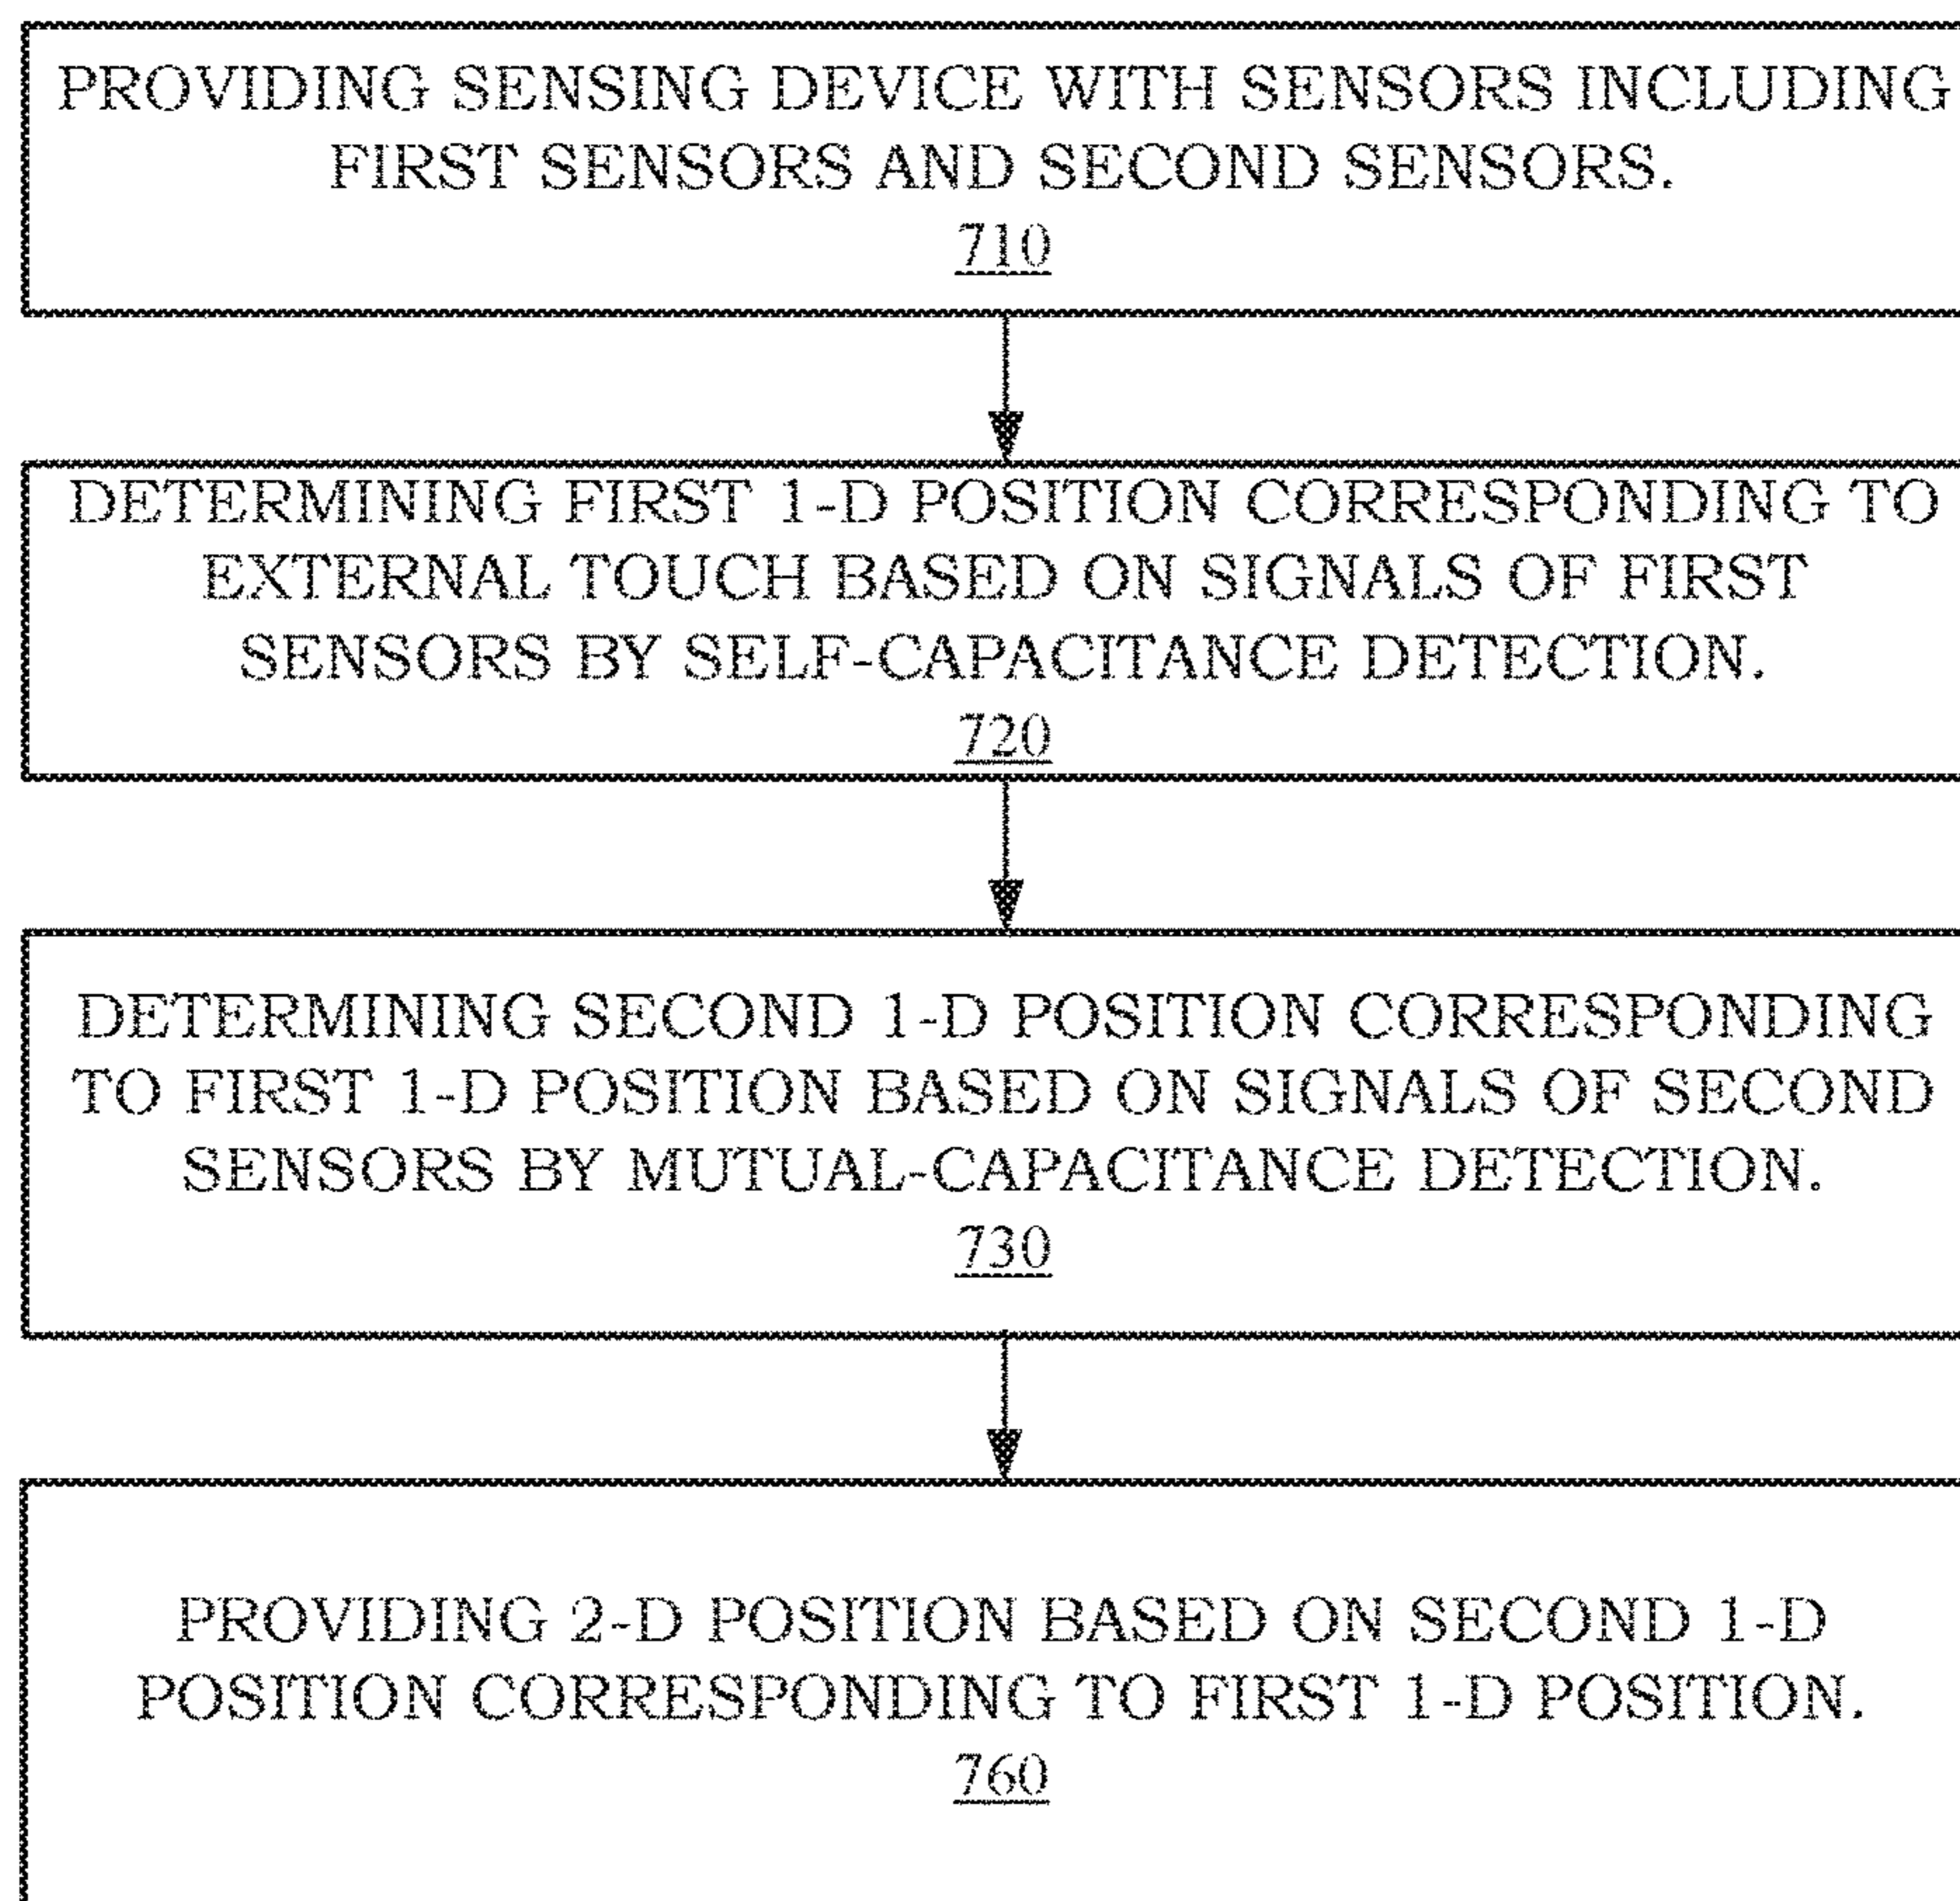 PROVIDING SENSING DEVICE WITH SENSORS INCLUDING
FIRST SENSORS AND SECOND SENSORS.
710
DETERMINING FIRST 1-D POSITION CORRESPONDING TO
EXTERNAL TOUCH BASED ON SIGNALS OF FIRST
SENSORS BY SELF-CAPACITANCE DETECTION.
720
DETERMINING SECOND 1-D POSITION CORRESPONDING
TO FIRST 1-D POSITION BASED ON SIGNALS OF SECOND
SENSORS BY MUTUAL-CAPACITANCE DETECTION.
730
PROVIDING 2-D POSITION BASED ON SECOND 1-D
POSITION CORRESPONDING TO FIRST 1-D POSITION.
760